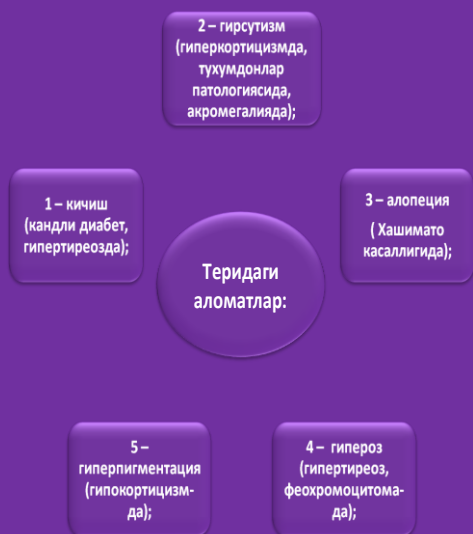 2 – гирсутизм
(гиперкортицизмда,
тухумдонлар
патологиясида,
акромегалияда);
1 – кичиш
(кандли диабет,
гипертиреозда);
3 – алопеция
( Хашимато
касаллигида);
Теридаги
аломатлар:
5 –
гиперпигментация
(гипокортицизм-
да);
4 – гипероз
(гипертиреоз,
феохромоцитома-
да);